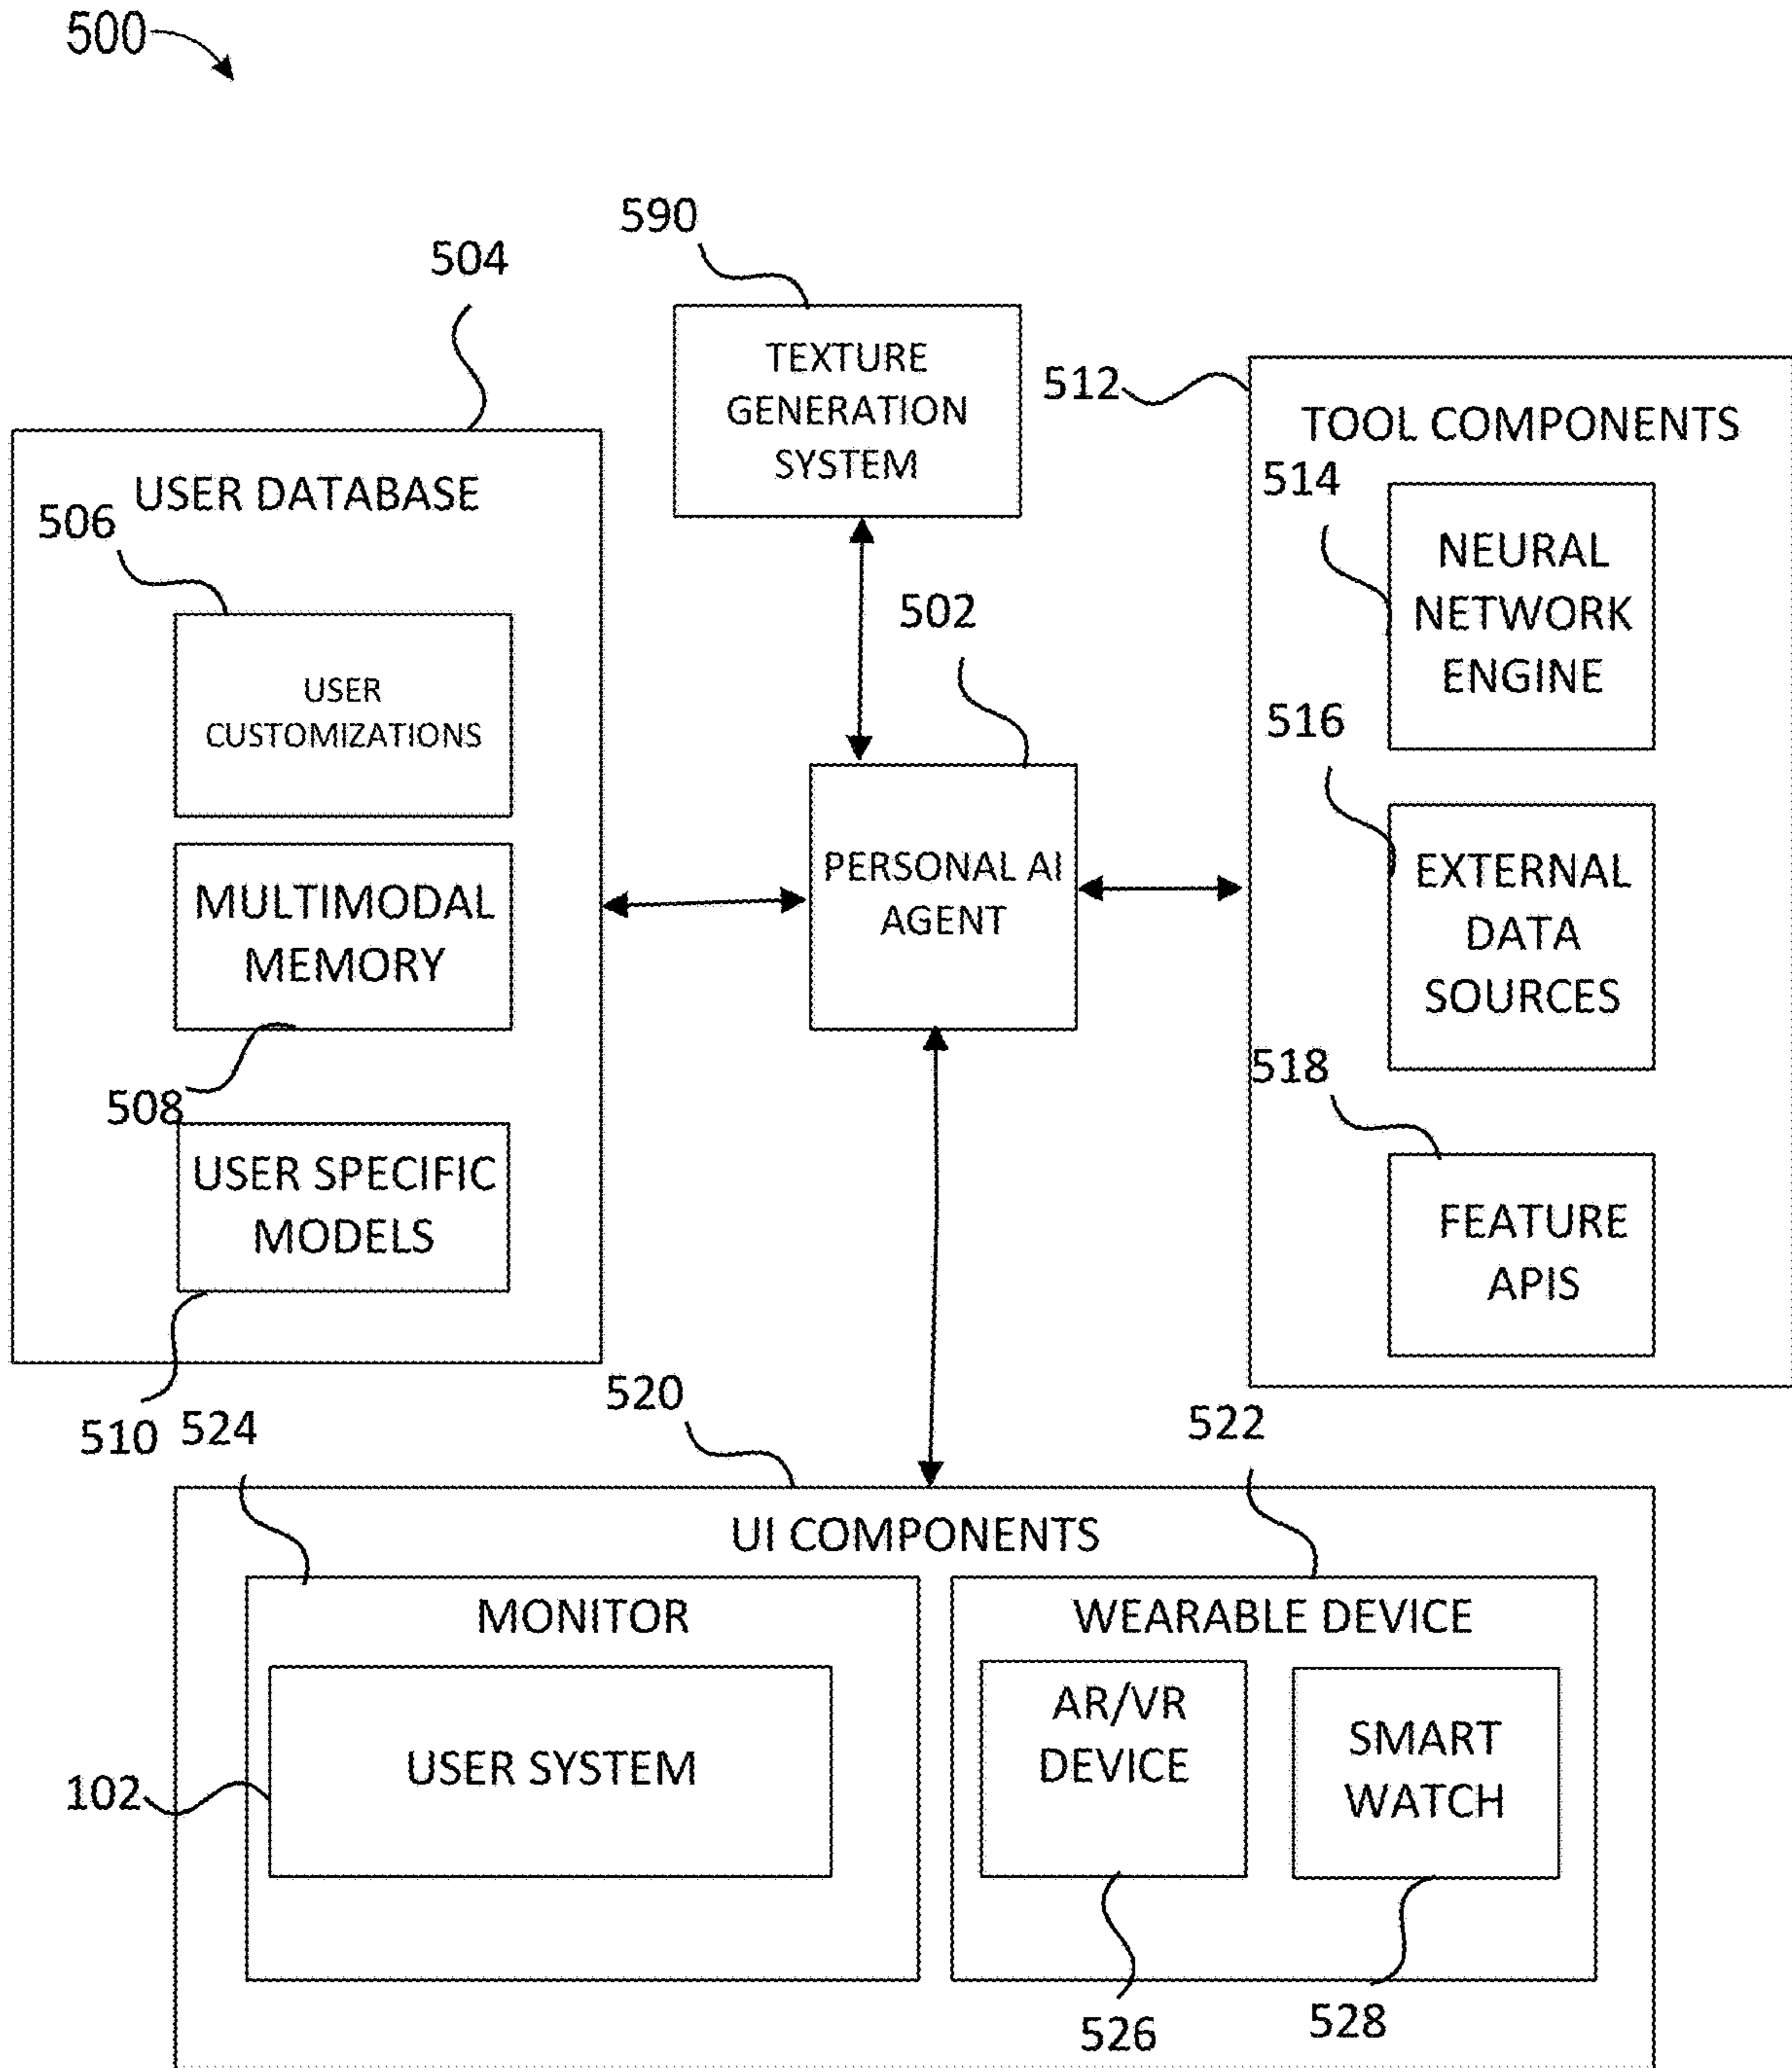 500
590
504
TEXTURE
GENERATION
SYSTEM
512
TOOL COMPONENTS
USER DATABASE
506
514
NEURAL
NETWORK
ENGINE
502
USER
CUSTOMIZATIONS
516
MULTIMODAL
MEMORY
PERSONAL AI
AGENT
EXTERNAL
DATA
SOURCES
508
518
USER SPECIFIC
MODELS
FEATURE
APIS
510
524
520
522
UI COMPONENTS
MONITOR
WEARABLE DEVICE
USER SYSTEM
102
AR/VR
DEVICE
SMART
WATCH
526
528